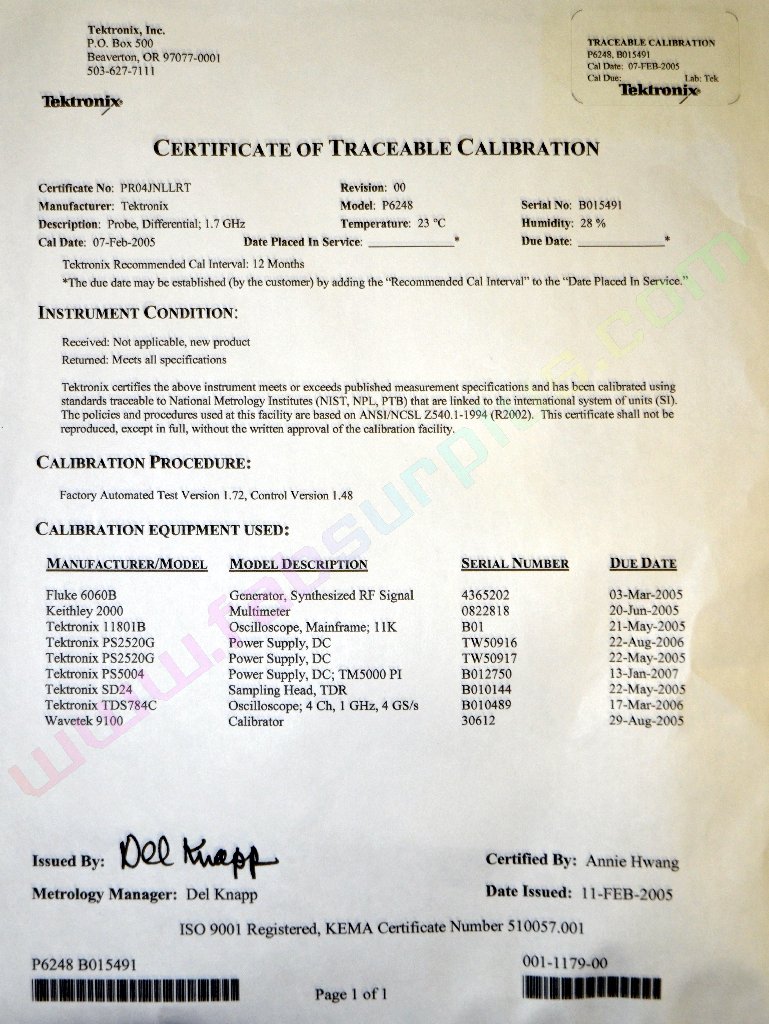 Tektronix, Inc.
P.O. Box 500
Beaverton, OR 97077-0001
503-627-7111
Tektronix
TRACEABLE CALIBRATION
P6248, B015491
Cal Date: 07-FEB-2005
Cal Due: Lab: Tek
Tektronix
CERTIFICATE OF TRACEABLE CALIBRATION
Certificate No: PR04JNLLRT Revision: 00
Manufacturer: Tektronix Model: P6248 Serial No: B015491
Description: Probe, Differential; 1.7 GHz Temperature: 23 °C Humidity: 28 %
Cal Date: 07-Feb-2005 Date Placed In Service: ____________* Due Date: ____________*
Tektronix Recommended Cal Interval: 12 Months
*The due date may be established (by the customer) by adding the “Recommended Cal Interval” to the “Date Placed In Service.”
INSTRUMENT CONDITION:
Received: Not applicable, new product
Returned: Meets all specifications
Tektronix certifies the above instrument meets or exceeds published measurement specifications and has been calibrated using
standards traceable to National Metrology Institutes (NIST, NPL, PTB) that are linked to the international system of units (SI).
The policies and procedures used at this facility are based on ANSI/NCSL Z540.1-1994 (R2002). This certificate shall not be
reproduced, except in full, without the written approval of the calibration facility.
CALIBRATION PROCEDURE:
Factory Automated Test Version 1.72, Control Version 1.48
CALIBRATION EQUIPMENT USED:
MANUFACTURER/MODEL MODEL DESCRIPTION SERIAL NUMBER DUE DATE
Fluke 6060B Generator, Synthesized RF Signal 4365202 03-Mar-2005
Keithley 2000 Multimeter 0822818 20-Jun-2005
Tektronix 11801B Oscilloscope, Mainframe; 11K B01 21-May-2005
Tektronix PS2520G Power Supply, DC TW50916 22-Aug-2006
Tektronix PS2520G Power Supply, DC TW50917 22-May-2005
Tektronix PS5004 Power Supply, DC; TM5000 PI B012750 13-Jan-2007
Tektronix SD24 Sampling Head, TDR B010144 22-May-2005
Tektronix TDS784C Oscilloscope; 4 Ch, 1 GHz, 4 GS/s B010489 17-Mar-2006
Wavetek 9100 Calibrator 30612 29-Aug-2005
www.fabsurplus.com
Issued By: Del Knapp Certified By: Annie Hwang
Metrology Manager: Del Knapp Date Issued: 11-FEB-2005
ISO 9001 Registered, KEMA Certificate Number 510057.001
P6248 B015491 001-1179-00
Page 1 of 1